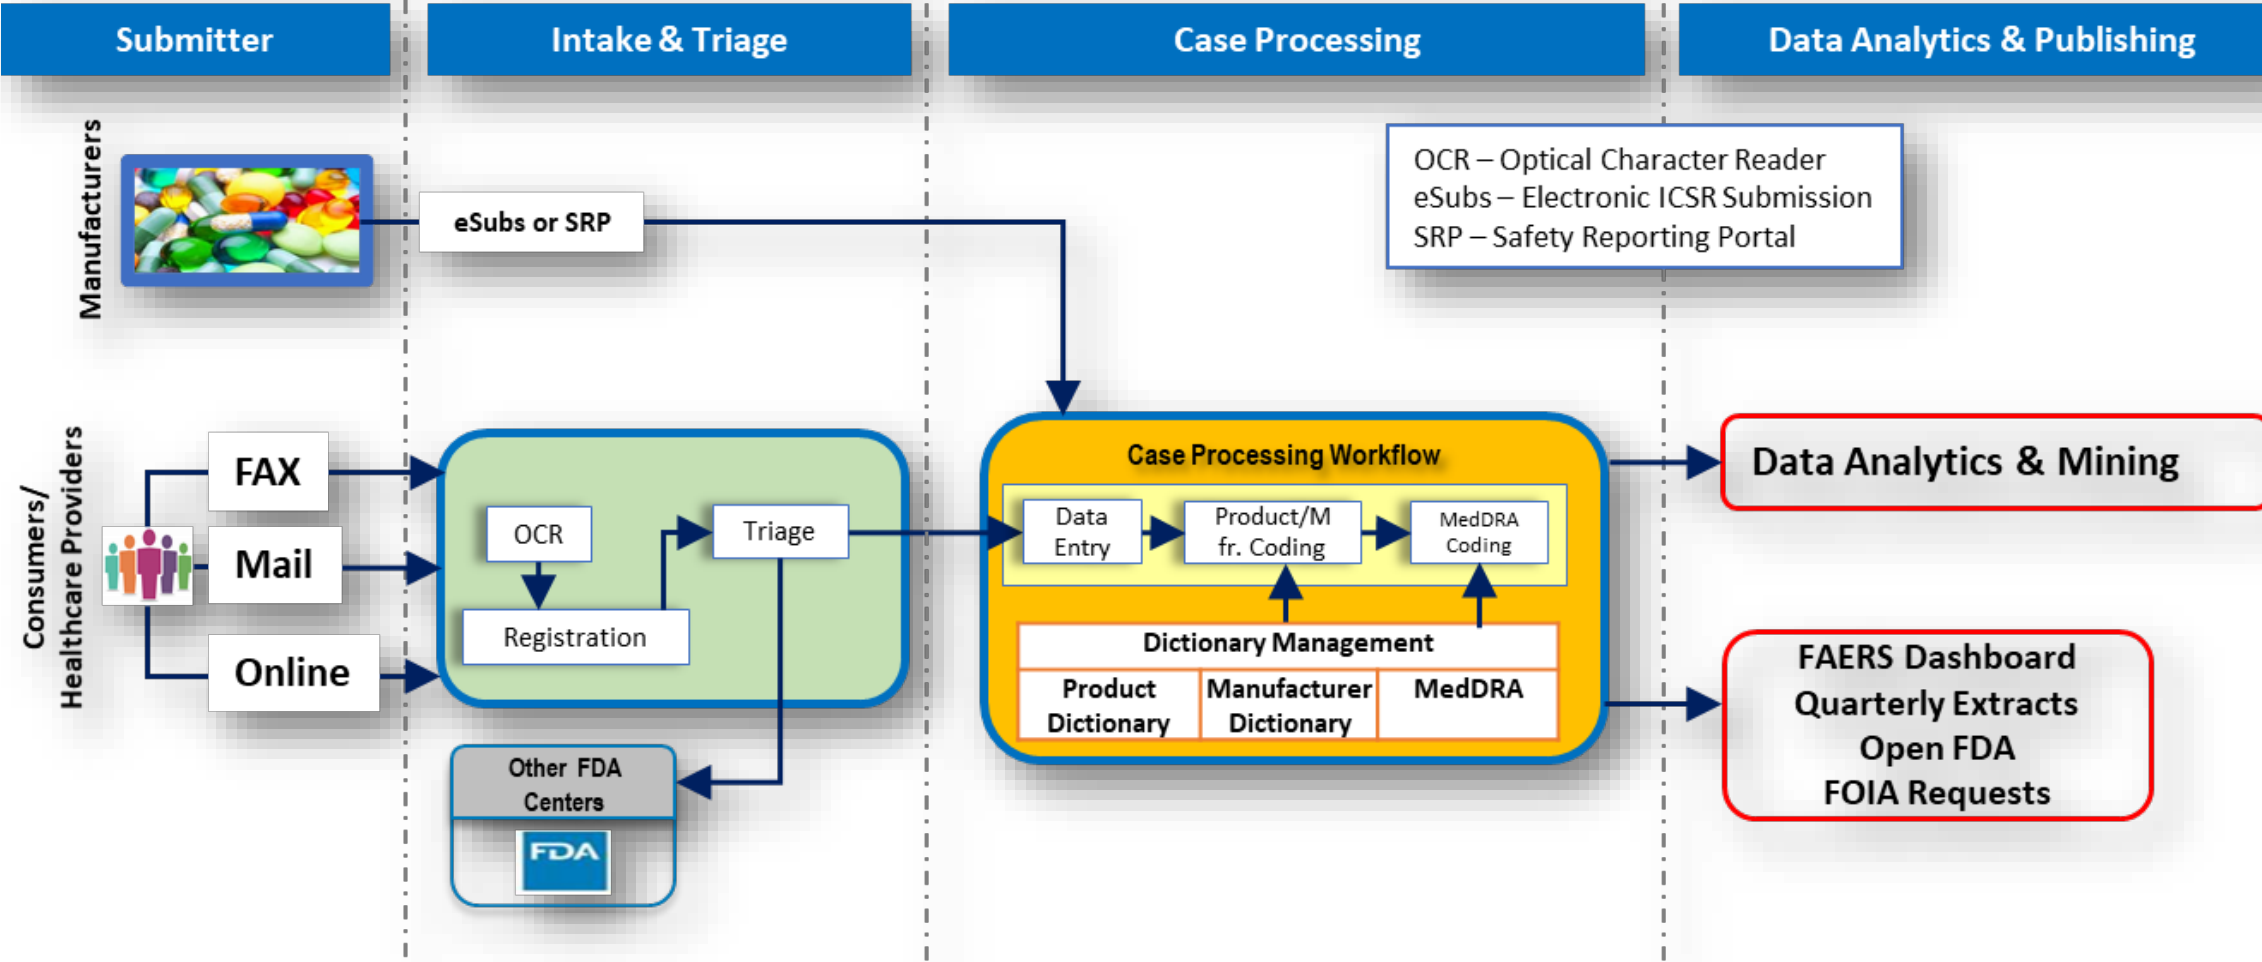 Submitter
Intake & Triage
Case Processing
Data Analytics & Publishing
Manufacturers
eSubs or SRP
OCR – Optical Character Reader
eSubs – Electronic ICSR Submission
SRP – Safety Reporting Portal
Consumers/
Healthcare Providers
FAX
Mail
Online
OCR
Registration
Triage
Other FDA
Centers
FDA
Case Processing Workflow
Data
Entry
Product/M
fr. Coding
MedDRA
Coding
Dictionary Management
Product
Dictionary
Manufacturer
Dictionary
MedDRA
Data Analytics & Mining
FAERS Dashboard
Quarterly Extracts
Open FDA
FOIA Requests